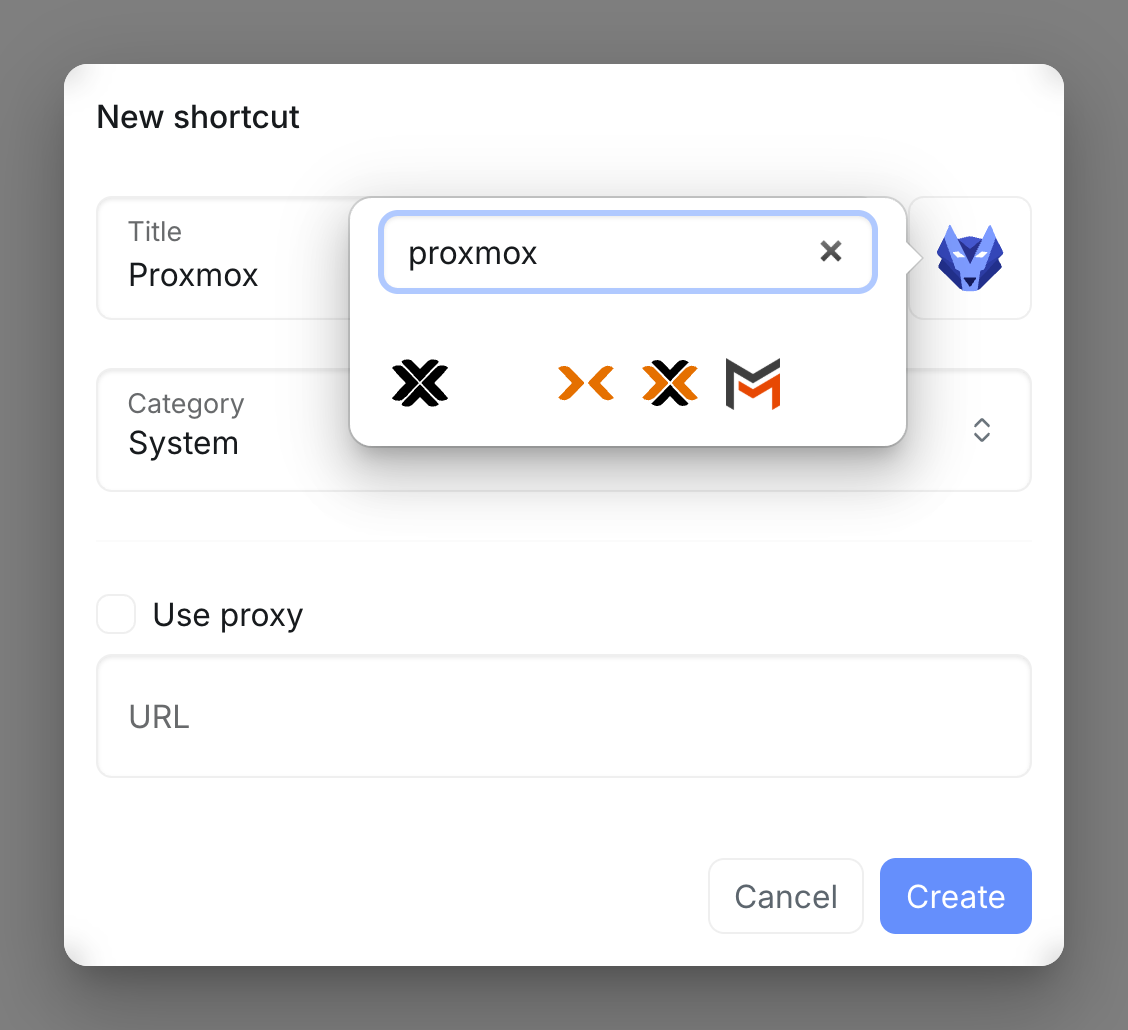 New shortcut
Title
Proxmox
proxmox
Category
System
Use proxy
URL
Cancel
Create